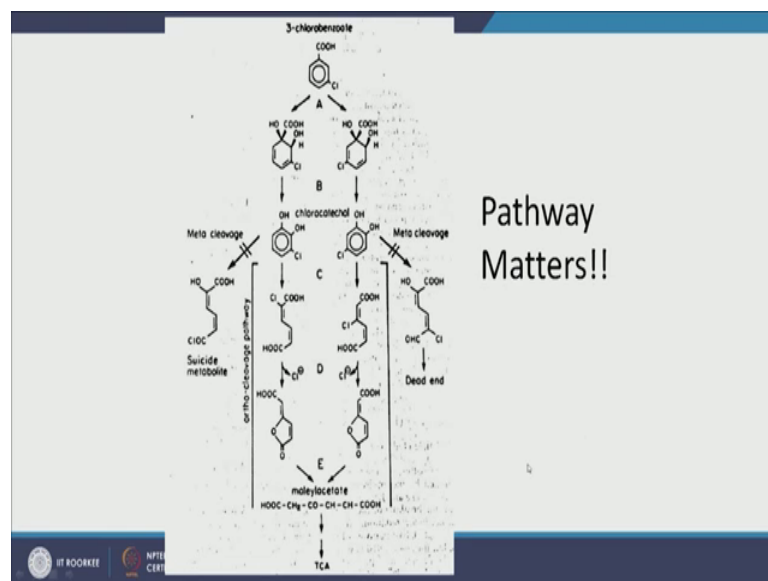 3-chlorobenzoate
COOH
Cl
A
HO COOH
OH
H
Cl
HO COOH
OH
H
Cl
B
chlorocatechol
OH
OH
Cl
OH
OH
Cl
Meta cleavage
Meta cleavage
C
HO COOH
ClOC
Suicide
metabolite
ortho-cleavage pathway
Cl COOH
HOOC
COOH
Cl
HOOC
HO COOH
OHC Cl
Dead end
Cl⊖
D
Cl⊖
HOOC
O
O
COOH
O
O
E
maleylacetate
HOOC-CH2-CO-CH-CH-COOH
TCA
Pathway
Matters!!
IIT ROORKEE
NPTE
CERT